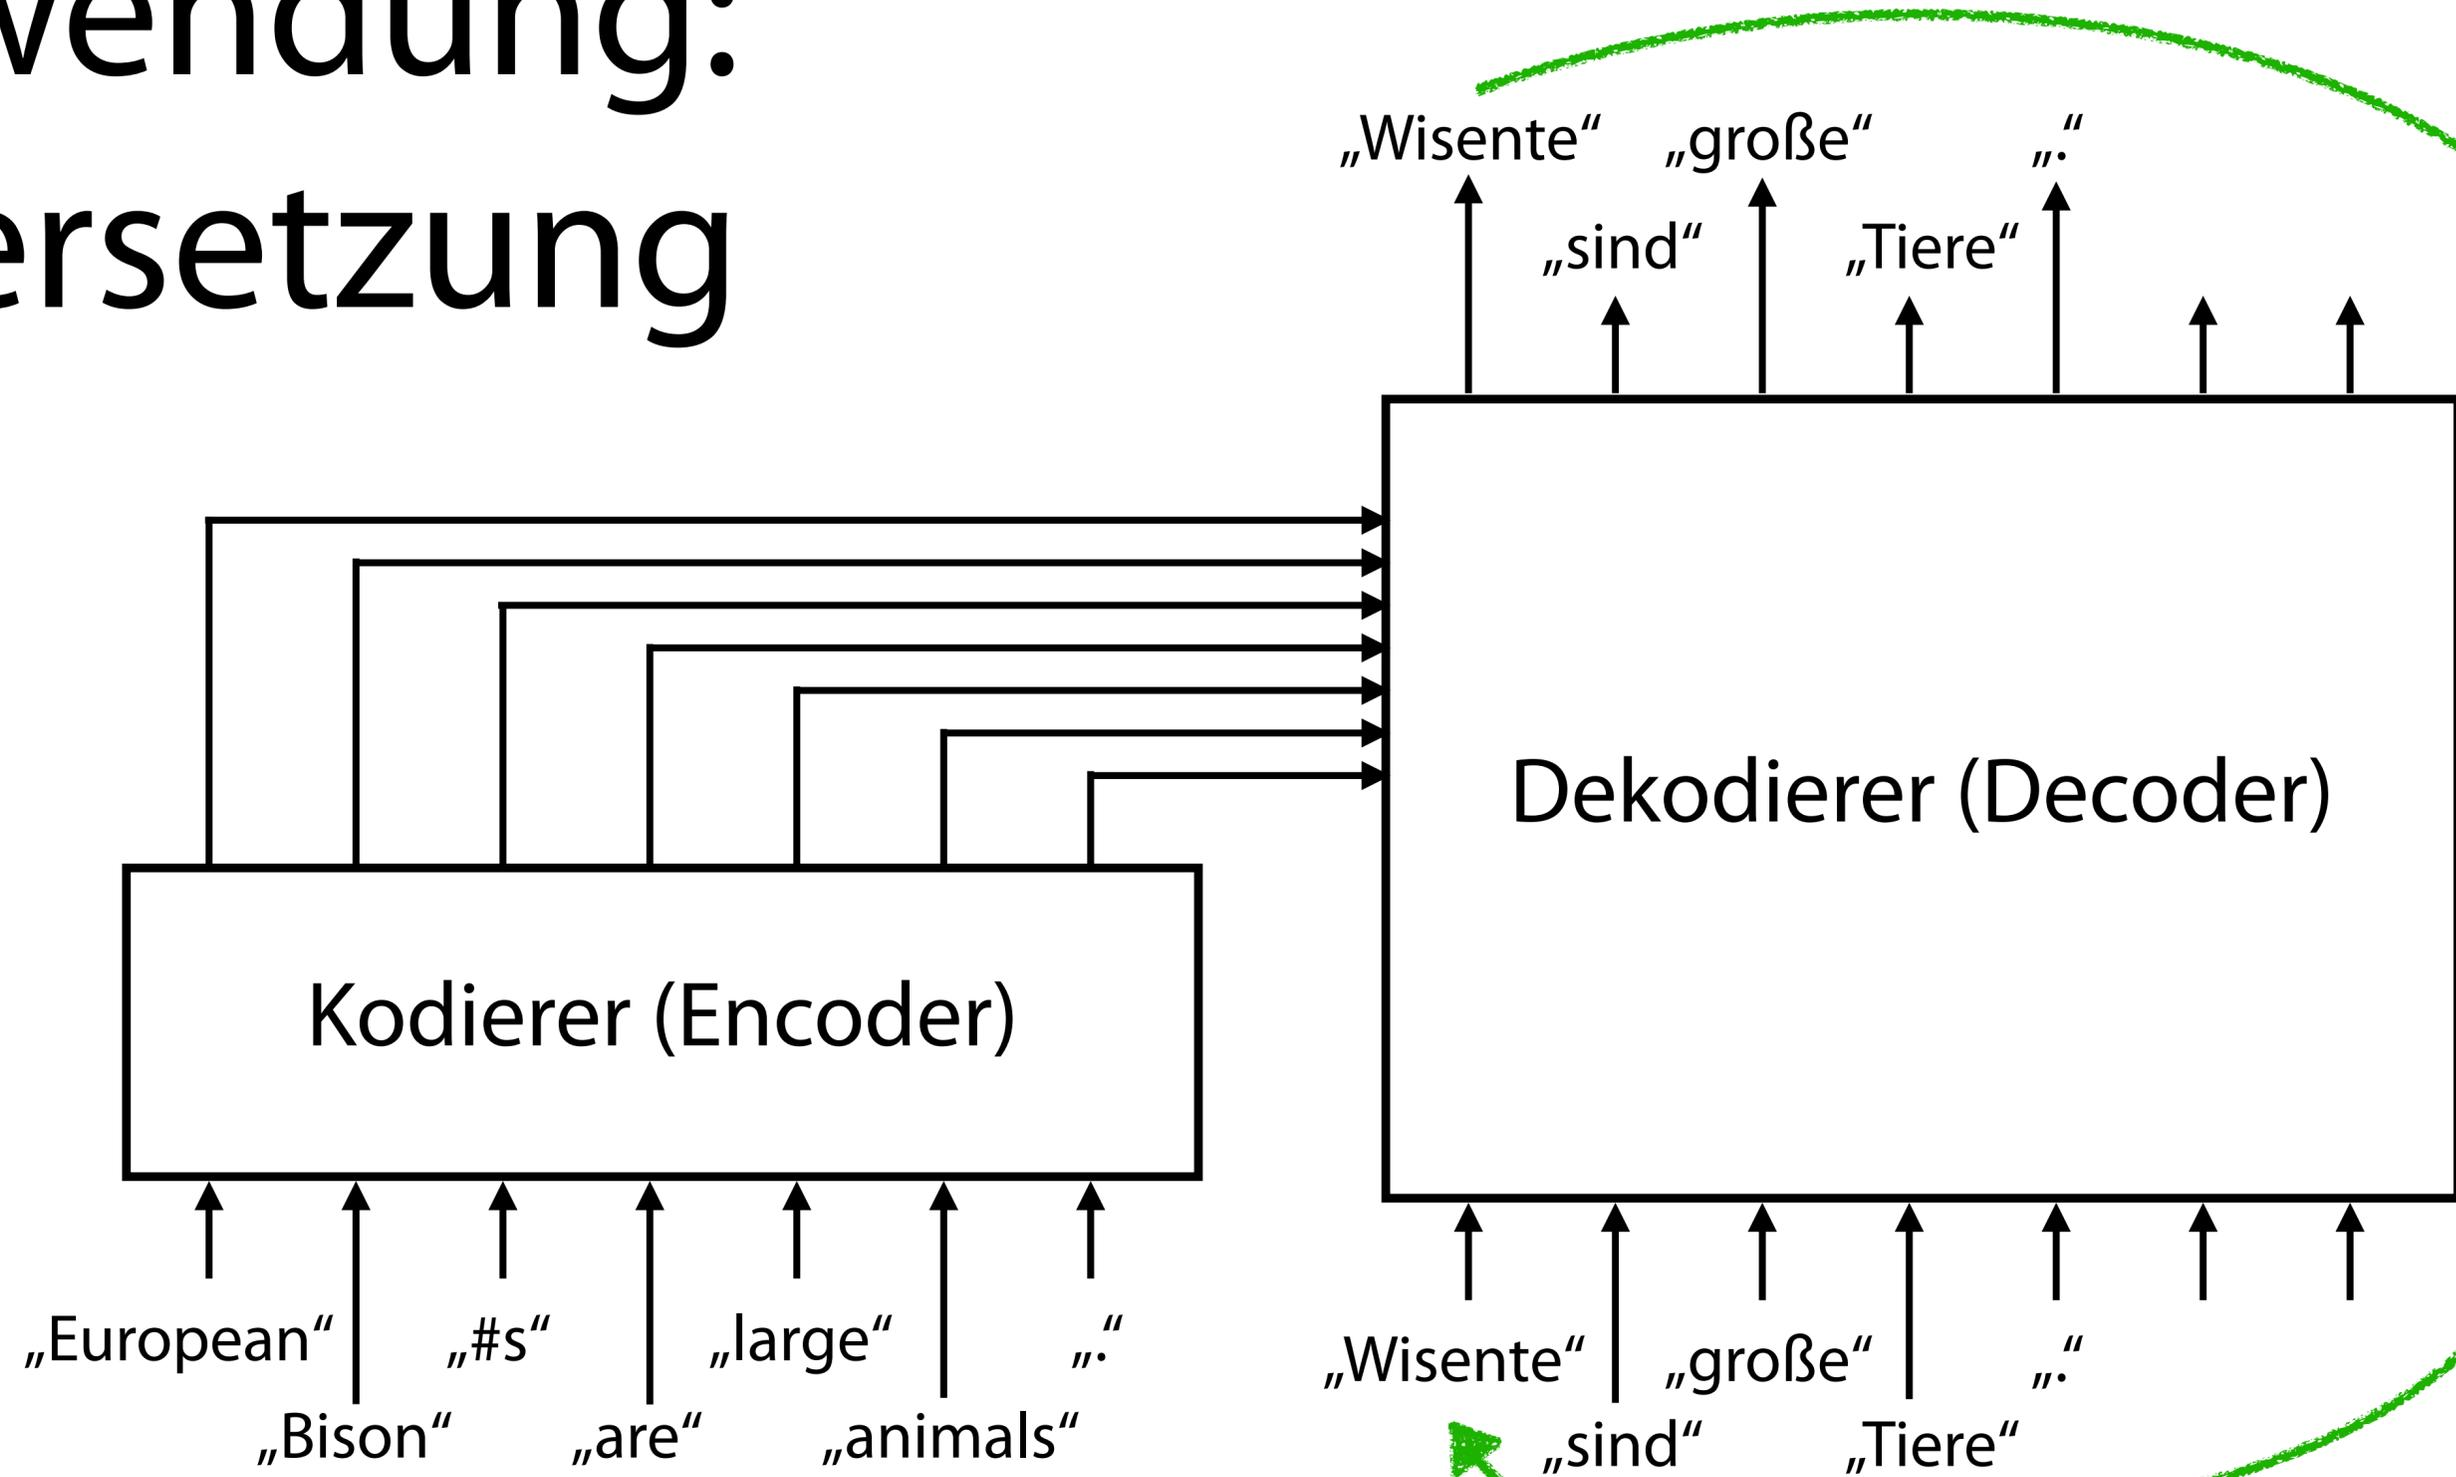 wendung:
ersetzung
„Wisente“ „große“ „.“
„sind“ „Tiere“
Dekodierer (Decoder)
Kodierer (Encoder)
„European“ „#s“ „large“ „.“
„Bison“ „are“ „animals“
„Wisente“ „große“ „.“
„sind“ „Tiere“